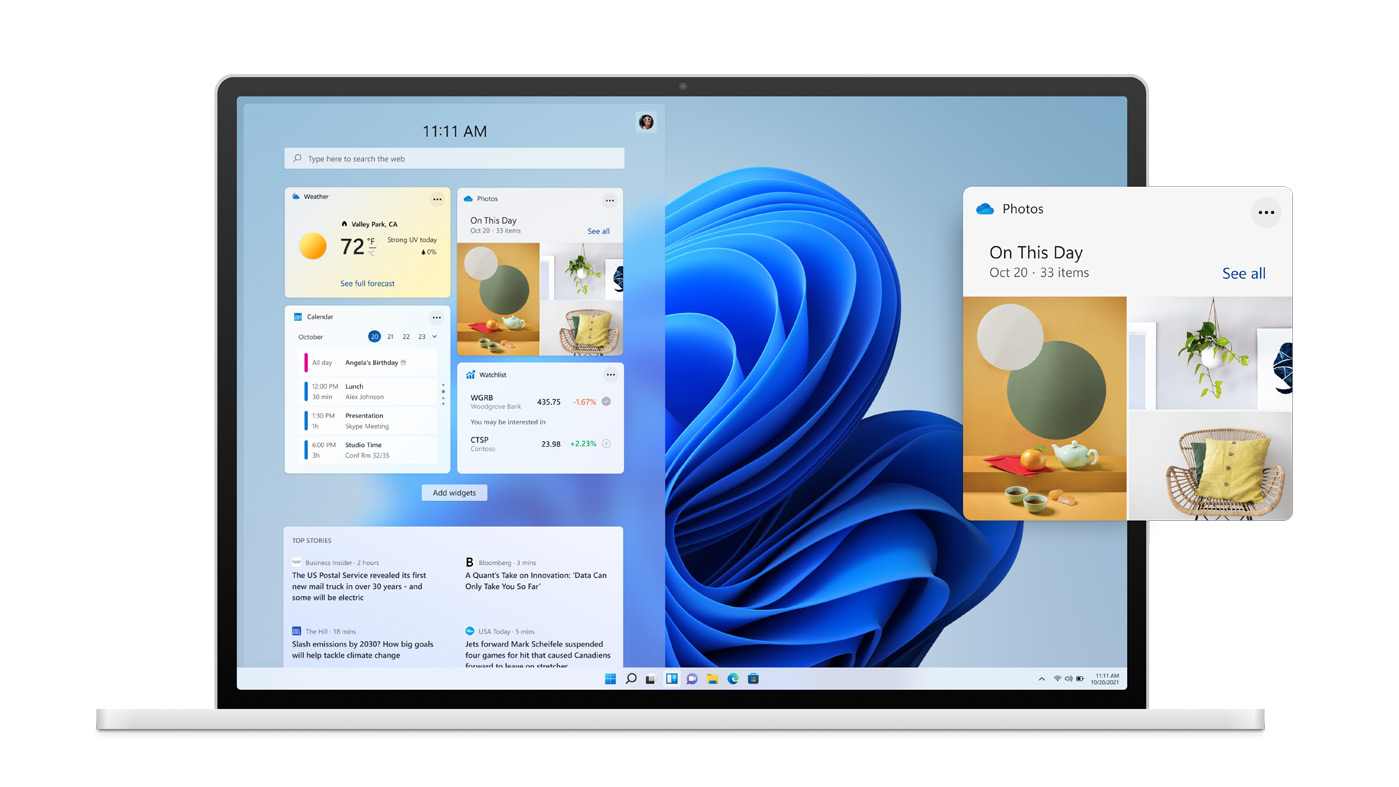 11:11 AM
Type here to search the web
Weather
Valley Park, CA
72 °F
°C
Strong UV today
0%
See full forecast
Photos
On This Day
Oct 20 · 33 items
See all
Calendar
October
20 21 22 23
All day Angela's Birthday
12:00 PM Lunch
30 min Alex Johnson
1:30 PM Presentation
1h Skype Meeting
6:00 PM Studio Time
3h Conf Rm 32/35
Watchlist
WGRB
Woodgrove Bank
435.75 -1.67%
You may be interested in
CTSP
Contoso
23.98 +2.23%
Add widgets
TOP STORIES
Business Insider · 2 hours
The US Postal Service revealed its first
new mail truck in over 30 years - and
some will be electric
B Bloomberg · 3 mins
A Quant's Take on Innovation: 'Data Can
Only Take You So Far'
The Hill · 18 mins
Slash emissions by 2030? How big goals
will help tackle climate change
USA Today · 5 mins
Jets forward Mark Scheifele suspended
four games for hit that caused Canadiens
forward to leave on stretcher
11:11 AM
10/20/2021
Photos
On This Day
Oct 20 · 33 items
See all